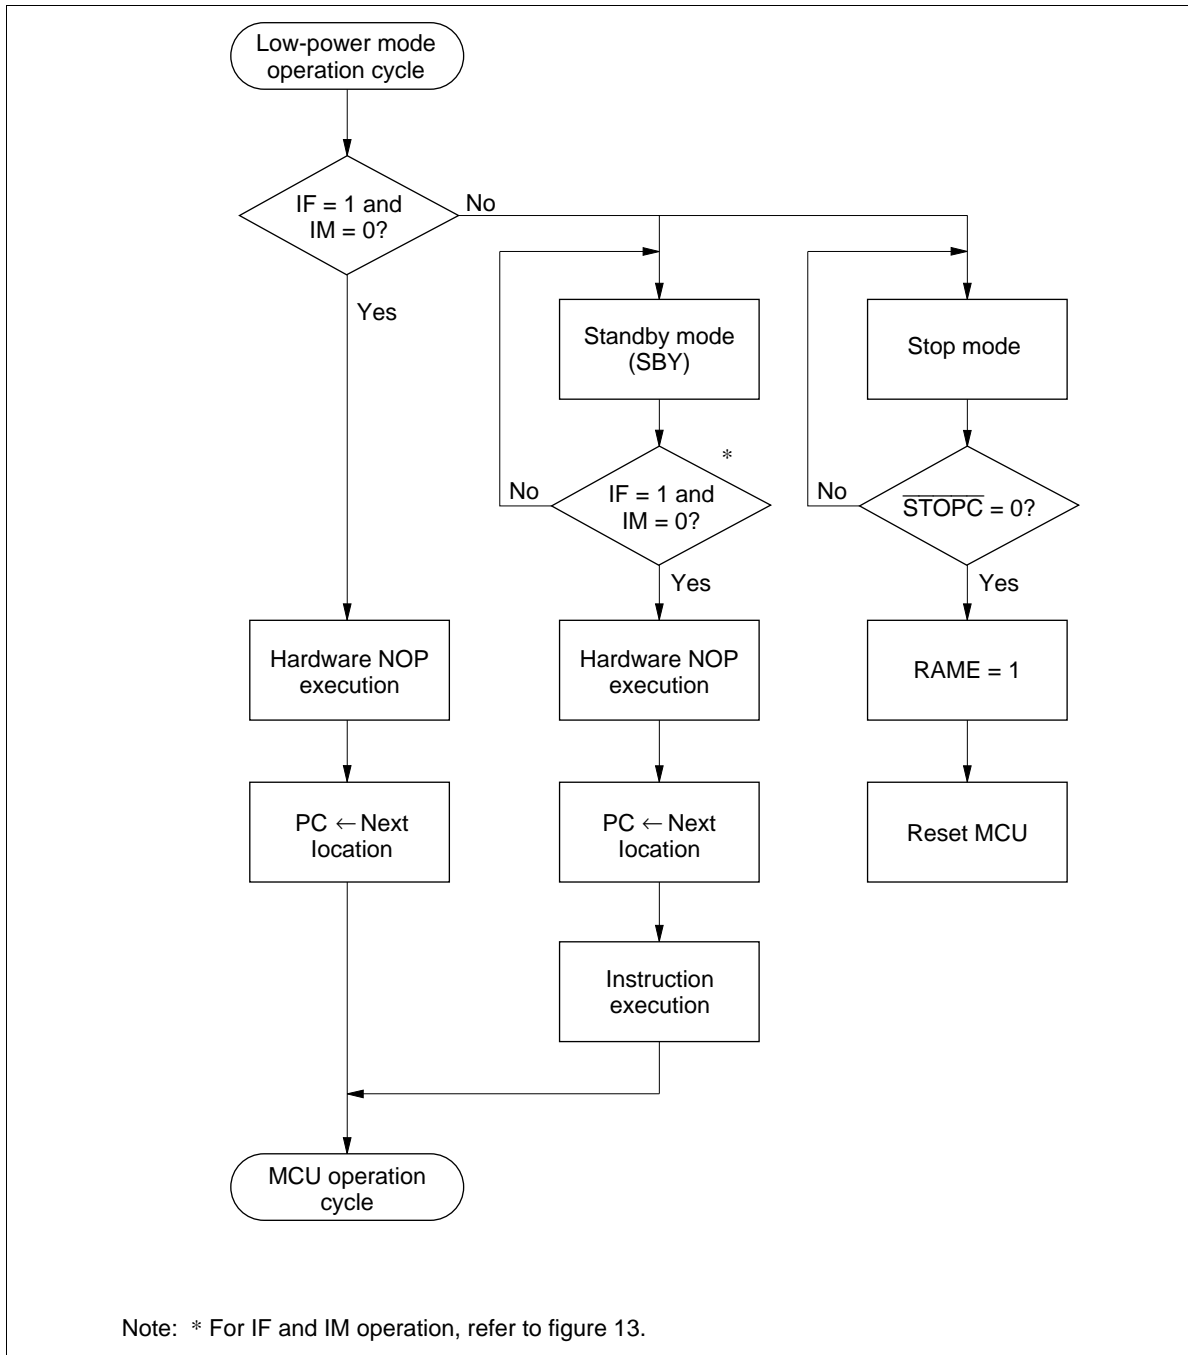 Low-power mode
operation cycle
IF = 1 and
IM = 0?
No
Yes
Standby mode
(SBY)
Stop mode
*
No
IF = 1 and
IM = 0?
No
S̅T̅O̅P̅C̅ = 0?
Yes
Yes
Hardware NOP
execution
Hardware NOP
execution
RAME = 1
PC ← Next
location
PC ← Next
location
Reset MCU
Instruction
execution
MCU operation
cycle
Note: * For IF and IM operation, refer to figure 13.